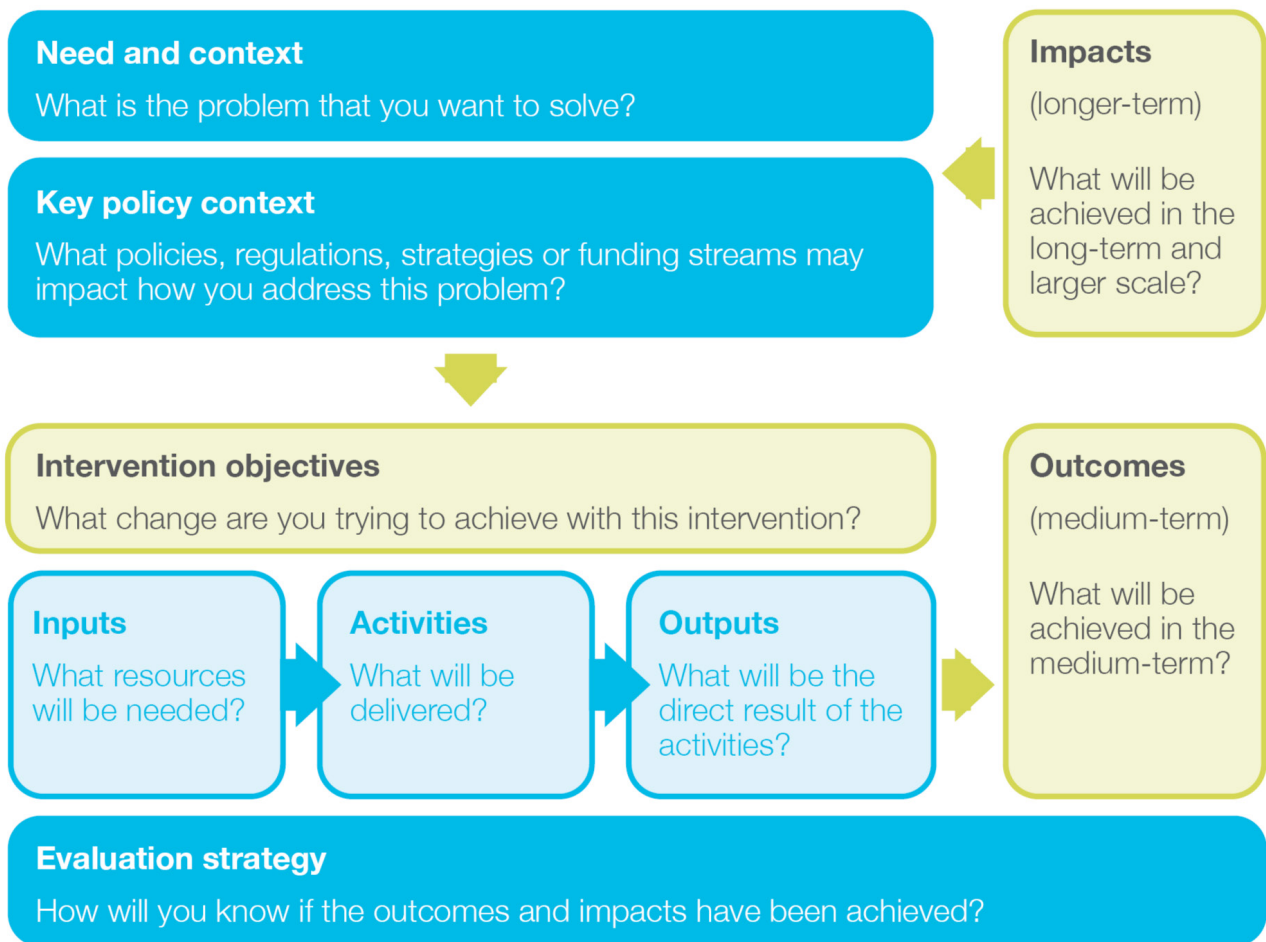 Need and context
What is the problem that you want to solve?
Key policy context
What policies, regulations, strategies or funding streams may
impact how you address this problem?
Impacts
(longer-term)
What will be
achieved in the
long-term and
larger scale?
Intervention objectives
What change are you trying to achieve with this intervention?
Inputs
What resources
will be needed?
Activities
What will be
delivered?
Outputs
What will be the
direct result of the
activities?
Outcomes
(medium-term)
What will be
achieved in the
medium-term?
Evaluation strategy
How will you know if the outcomes and impacts have been achieved?